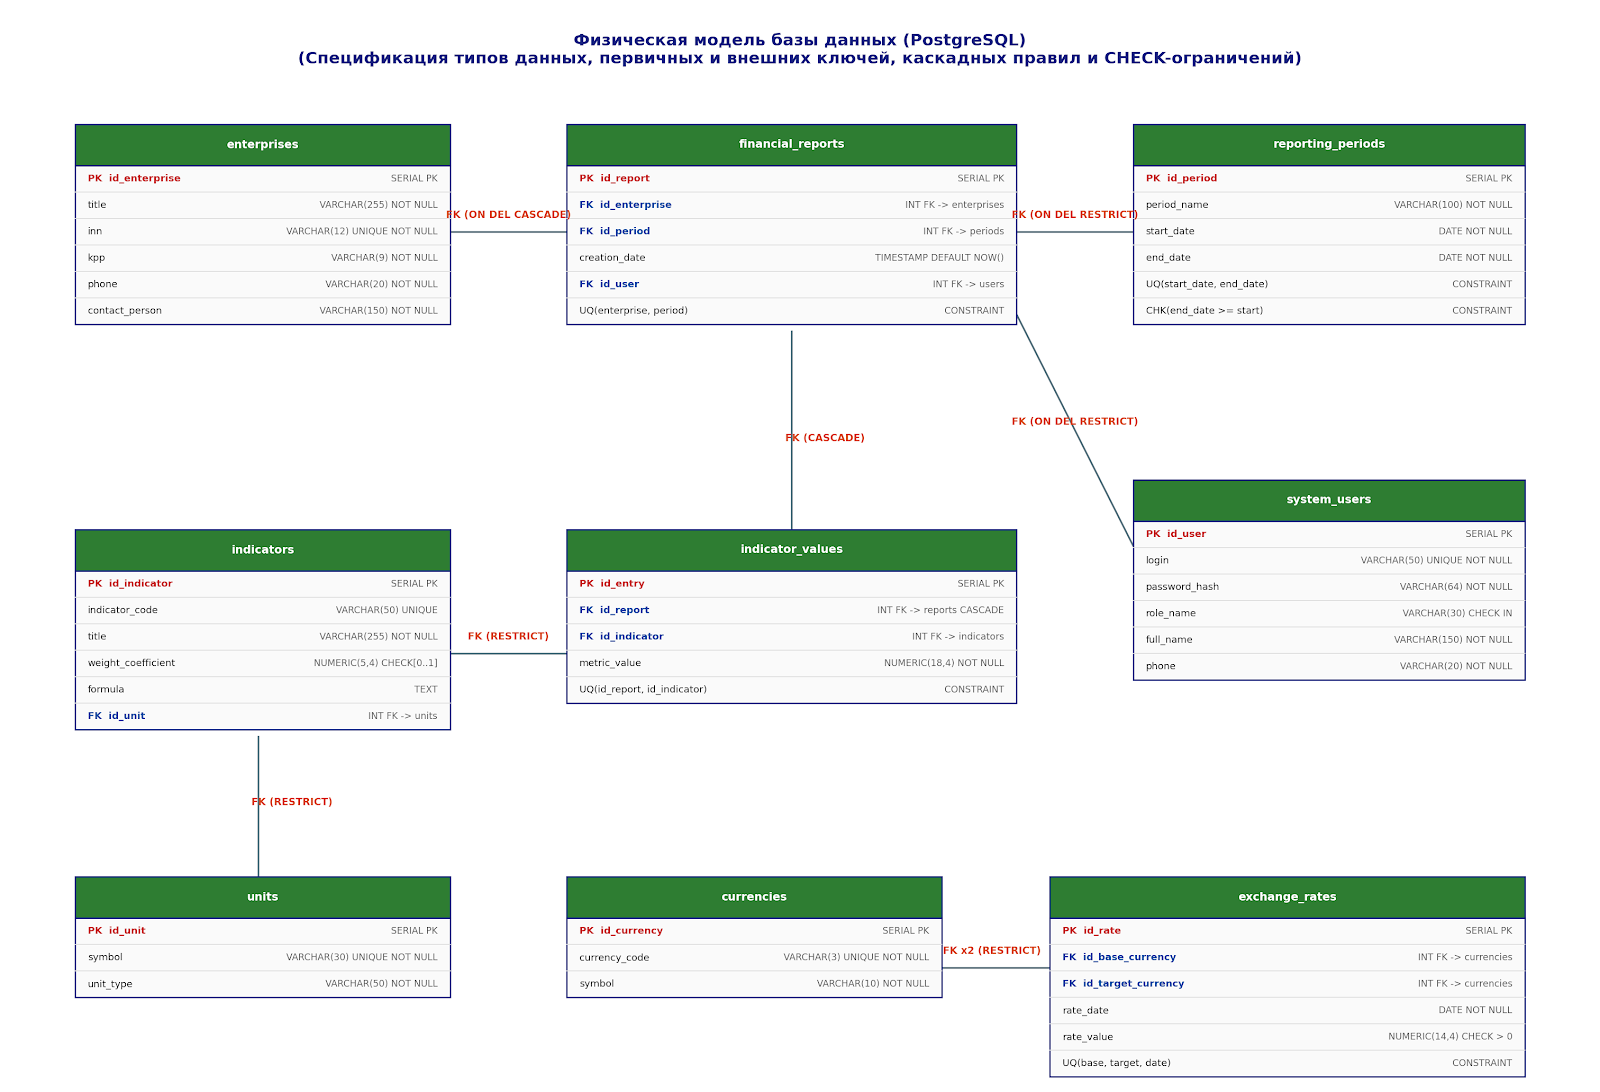 Физическая модель базы данных (PostgreSQL)
(Спецификация типов данных, первичных и внешних ключей, каскадных правил и CHECK-ограничений)
enterprises
PK id_enterprise SERIAL PK
title VARCHAR(255) NOT NULL
inn VARCHAR(12) UNIQUE NOT NULL
kpp VARCHAR(9) NOT NULL
phone VARCHAR(20) NOT NULL
contact_person VARCHAR(150) NOT NULL
FK (ON DEL CASCADE)
financial_reports
PK id_report SERIAL PK
FK id_enterprise INT FK -> enterprises
FK id_period INT FK -> periods
creation_date TIMESTAMP DEFAULT NOW()
FK id_user INT FK -> users
UQ(enterprise, period) CONSTRAINT
FK (ON DEL RESTRICT)
reporting_periods
PK id_period SERIAL PK
period_name VARCHAR(100) NOT NULL
start_date DATE NOT NULL
end_date DATE NOT NULL
UQ(start_date, end_date) CONSTRAINT
CHK(end_date >= start) CONSTRAINT
FK (CASCADE)
FK (ON DEL RESTRICT)
system_users
PK id_user SERIAL PK
login VARCHAR(50) UNIQUE NOT NULL
password_hash VARCHAR(64) NOT NULL
role_name VARCHAR(30) CHECK IN
full_name VARCHAR(150) NOT NULL
phone VARCHAR(20) NOT NULL
indicators
PK id_indicator SERIAL PK
indicator_code VARCHAR(50) UNIQUE
title VARCHAR(255) NOT NULL
weight_coefficient NUMERIC(5,4) CHECK[0..1]
formula TEXT
FK id_unit INT FK -> units
FK (RESTRICT)
indicator_values
PK id_entry SERIAL PK
FK id_report INT FK -> reports CASCADE
FK id_indicator INT FK -> indicators
metric_value NUMERIC(18,4) NOT NULL
UQ(id_report, id_indicator) CONSTRAINT
FK (RESTRICT)
units
PK id_unit SERIAL PK
symbol VARCHAR(30) UNIQUE NOT NULL
unit_type VARCHAR(50) NOT NULL
currencies
PK id_currency SERIAL PK
currency_code VARCHAR(3) UNIQUE NOT NULL
symbol VARCHAR(10) NOT NULL
FK x2 (RESTRICT)
exchange_rates
PK id_rate SERIAL PK
FK id_base_currency INT FK -> currencies
FK id_target_currency INT FK -> currencies
rate_date DATE NOT NULL
rate_value NUMERIC(14,4) CHECK > 0
UQ(base, target, date) CONSTRAINT